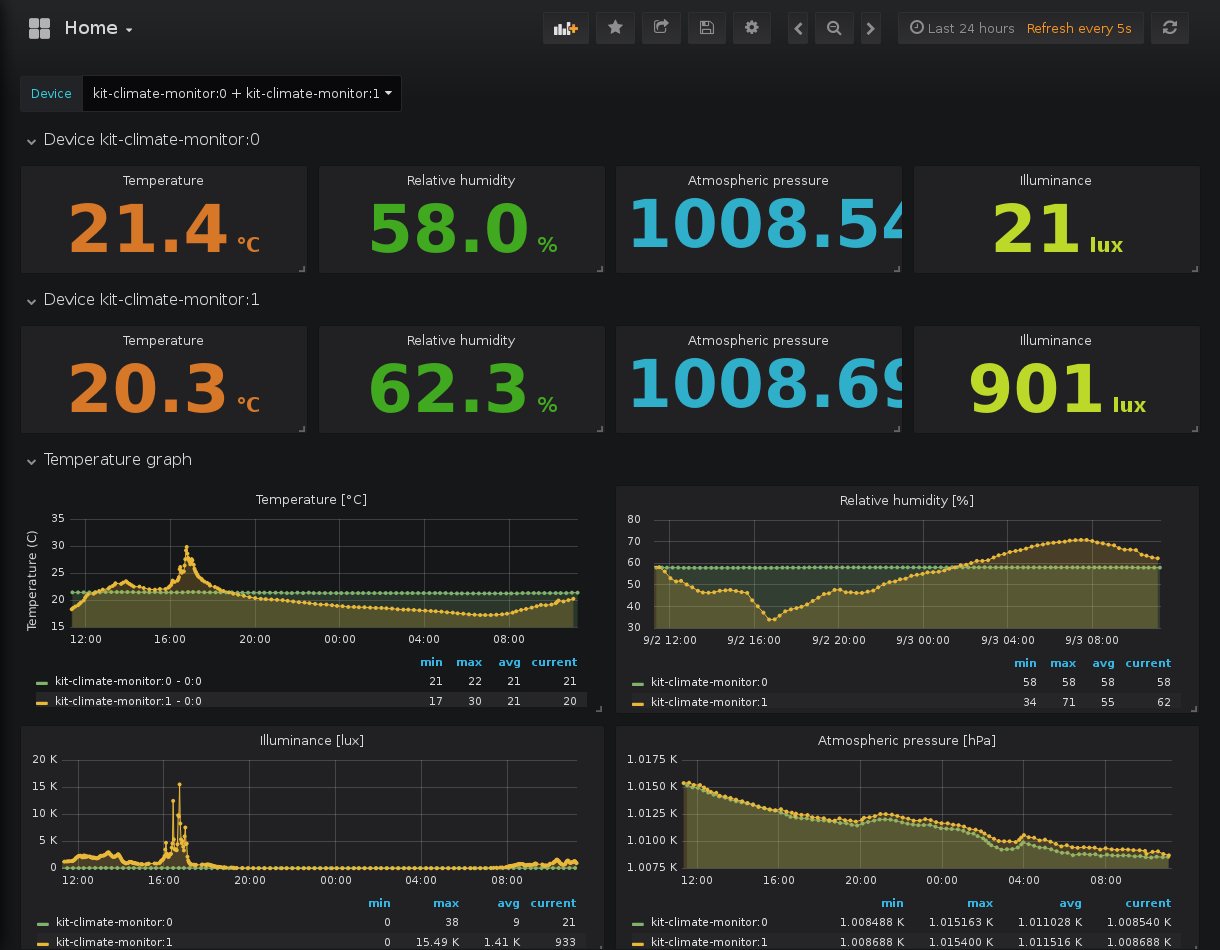 Home
Last 24 hours Refresh every 5s
Device kit-climate-monitor:0 + kit-climate-monitor:1
Device kit-climate-monitor:0
Temperature Relative humidity Atmospheric pressure Illuminance
21.4 °C 58.0 % 1008.54 21 lux
Device kit-climate-monitor:1
Temperature Relative humidity Atmospheric pressure Illuminance
20.3 °C 62.3 % 1008.69 901 lux
Temperature graph
Temperature [°C]
Temperature (C)
35
30
25
20
15
12:00 16:00 20:00 00:00 04:00 08:00
min max avg current
kit-climate-monitor:0 - 0:0 21 22 21 21
kit-climate-monitor:1 - 0:0 17 30 21 20
Relative humidity [%]
80
70
60
50
40
30
9/2 12:00 9/2 16:00 9/2 20:00 9/3 00:00 9/3 04:00 9/3 08:00
min max avg current
kit-climate-monitor:0 58 58 58 58
kit-climate-monitor:1 34 71 55 62
Illuminance [lux]
20 K
15 K
10 K
5 K
0
12:00 16:00 20:00 00:00 04:00 08:00
min max avg current
kit-climate-monitor:0 0 38 9 21
kit-climate-monitor:1 0 15.49 K 1.41 K 933
Atmospheric pressure [hPa]
1.0175 K
1.0150 K
1.0125 K
1.0100 K
1.0075 K
12:00 16:00 20:00 00:00 04:00 08:00
min max avg current
kit-climate-monitor:0 1.008488 K 1.015163 K 1.011028 K 1.008540 K
kit-climate-monitor:1 1.008688 K 1.015400 K 1.011516 K 1.008688 K